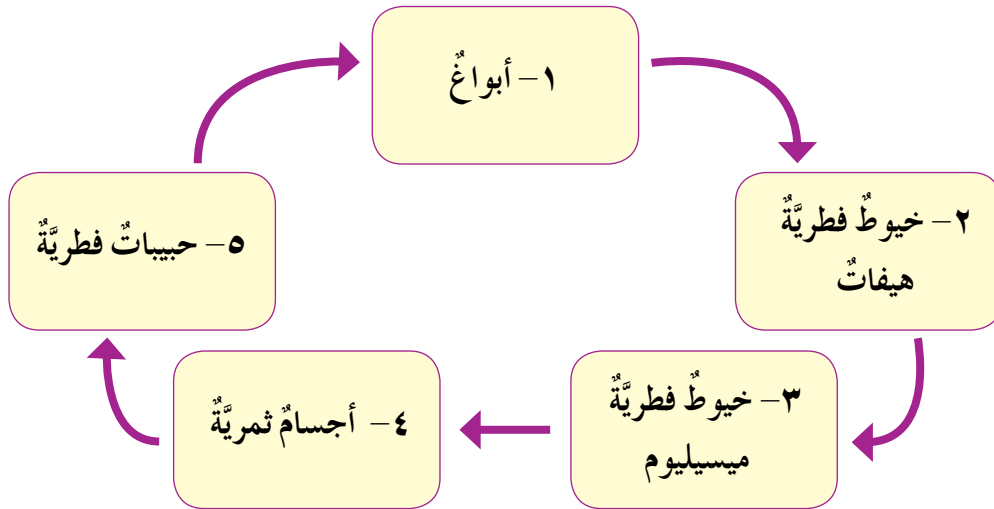 ١– أبواغٌ
٢– خيوطٌ فطريَّةٌ
هيفاتٌ
٣– خيوطٌ فطريَّةٌ
ميسيليوم
٤– أجسامٌ ثمريَّةٌ
٥– حبيباتٌ فطريَّةٌ